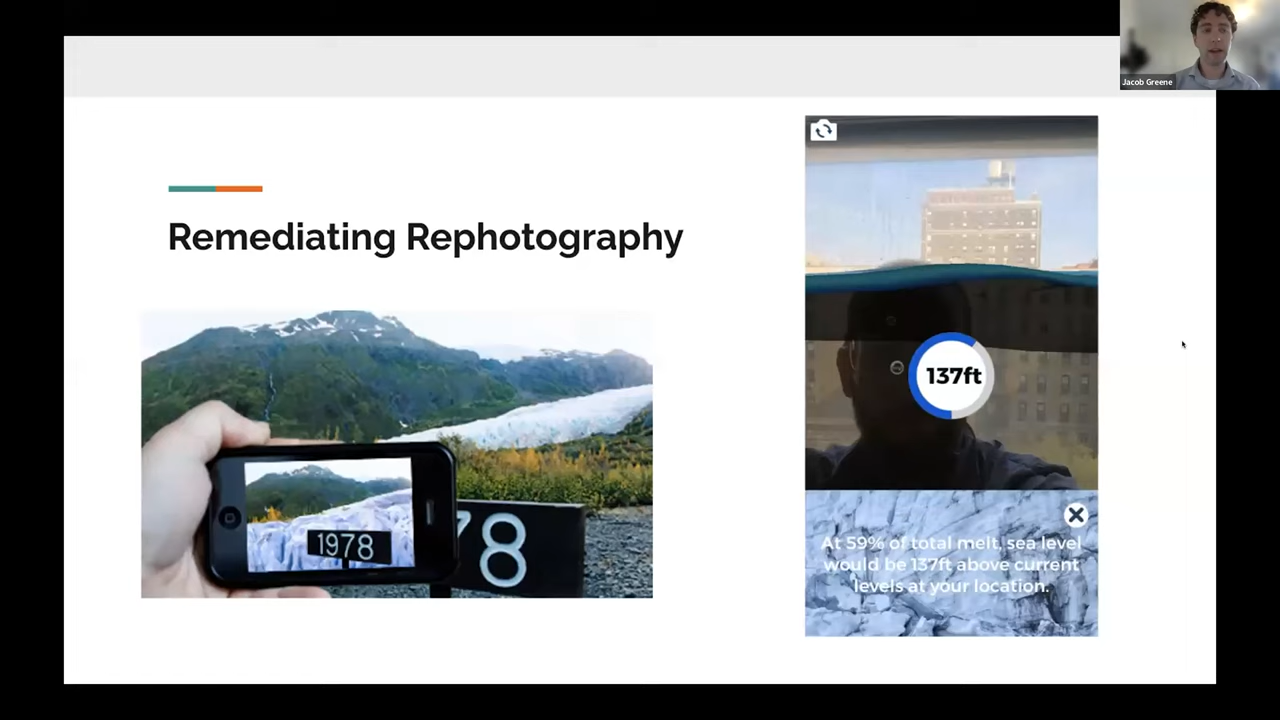 Jacob Greene
Remediating Rephotography
1978
78
137ft
At 59% of total melt, sea level
would be 137ft above current
levels at your location.